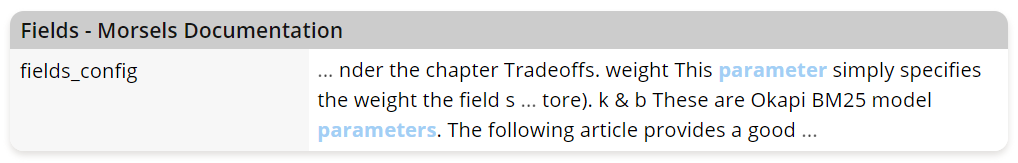 Fields - Morsels Documentation
fields_config
... nder the chapter Tradeoffs. weight This parameter simply specifies
the weight the field s ... tore). k & b These are Okapi BM25 model
parameters. The following article provides a good ...